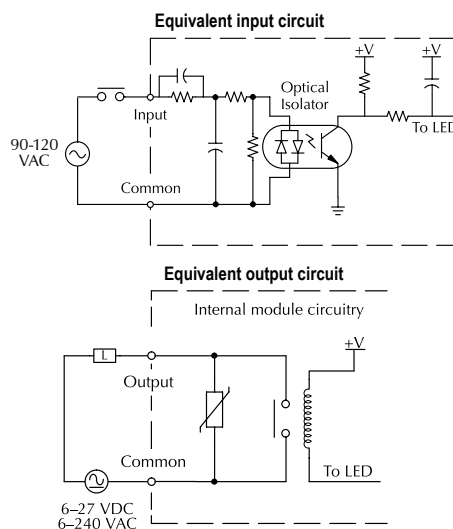 Equivalent input circuit
+V
+V
Optical
Isolator
Input
To LED
90-120
VAC
Common
Equivalent output circuit
Internal module circuitry
+V
L
Output
Common
To LED
6–27 VDC
6–240 VAC